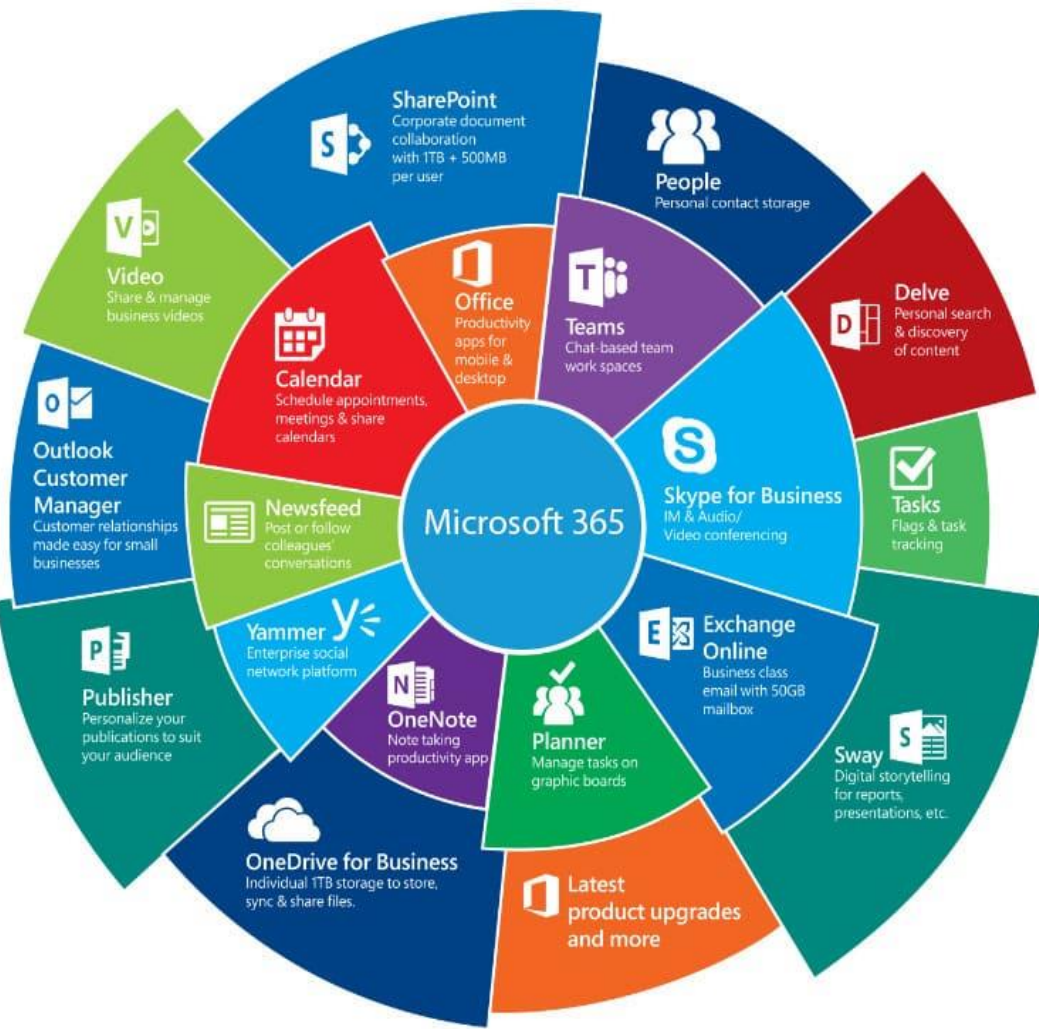 SharePoint
Corporate document
collaboration
with 1TB + 500MB
per user
S
People
Personal contact storage
V
Video
Share & manage
business videos
Delve
Personal search
& discovery
of content
D
Calendar
Schedule appointments,
meetings & share
calendars
Office
Productivity
apps for
mobile &
desktop
T
Teams
Chat-based team
work spaces
O
Outlook
Customer
Manager
Customer relationships
made easy for small
businesses
Newsfeed
Post or follow
colleagues'
conversations
Microsoft 365
S
Skype for Business
IM & Audio/
Video conferencing
Tasks
Flags & task
tracking
Yammer
Enterprise social
network platform
P
Publisher
Personalize your
publications to suit
your audience
N
OneNote
Note taking
productivity app
Planner
Manage tasks on
graphic boards
E
Exchange
Online
Business class
email with 50GB
mailbox
Sway
S
Digital storytelling
for reports,
presentations, etc.
OneDrive for Business
Individual 1TB storage to store,
sync & share files.
Latest
product upgrades
and more